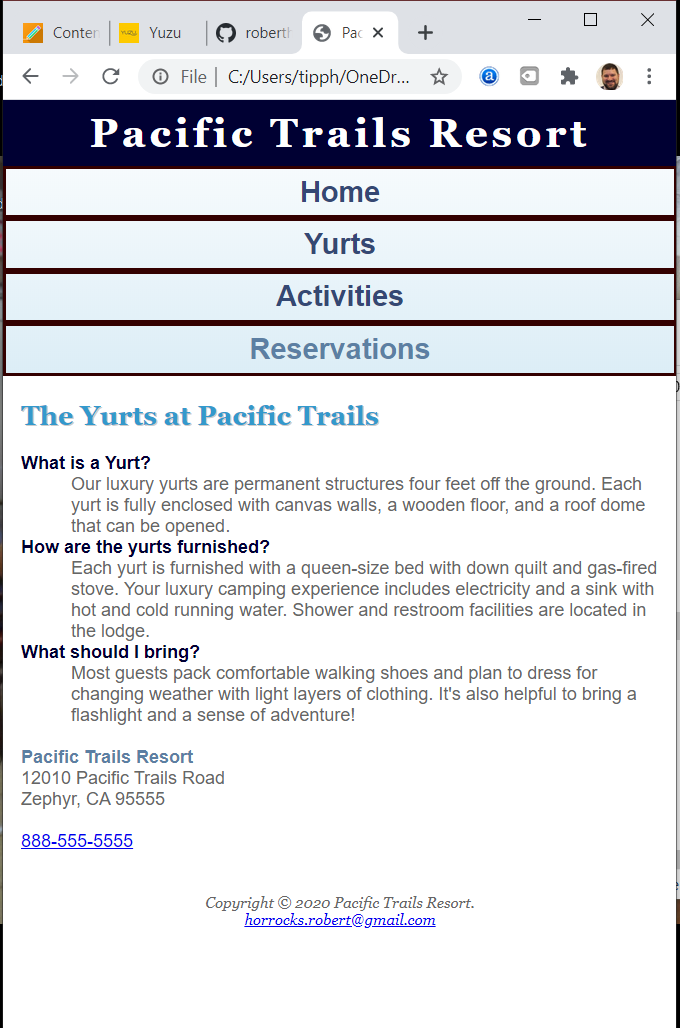 Conten
Yuzu
roberth
Pac
File
C:/Users/tipph/OneDr...
Pacific Trails Resort
Home
Yurts
Activities
Reservations
The Yurts at Pacific Trails
What is a Yurt?
Our luxury yurts are permanent structures four feet off the ground. Each
yurt is fully enclosed with canvas walls, a wooden floor, and a roof dome
that can be opened.
How are the yurts furnished?
Each yurt is furnished with a queen-size bed with down quilt and gas-fired
stove. Your luxury camping experience includes electricity and a sink with
hot and cold running water. Shower and restroom facilities are located in
the lodge.
What should I bring?
Most guests pack comfortable walking shoes and plan to dress for
changing weather with light layers of clothing. It's also helpful to bring a
flashlight and a sense of adventure!
Pacific Trails Resort
12010 Pacific Trails Road
Zephyr, CA 95555
888-555-5555
Copyright © 2020 Pacific Trails Resort.
horrocks.robert@gmail.com